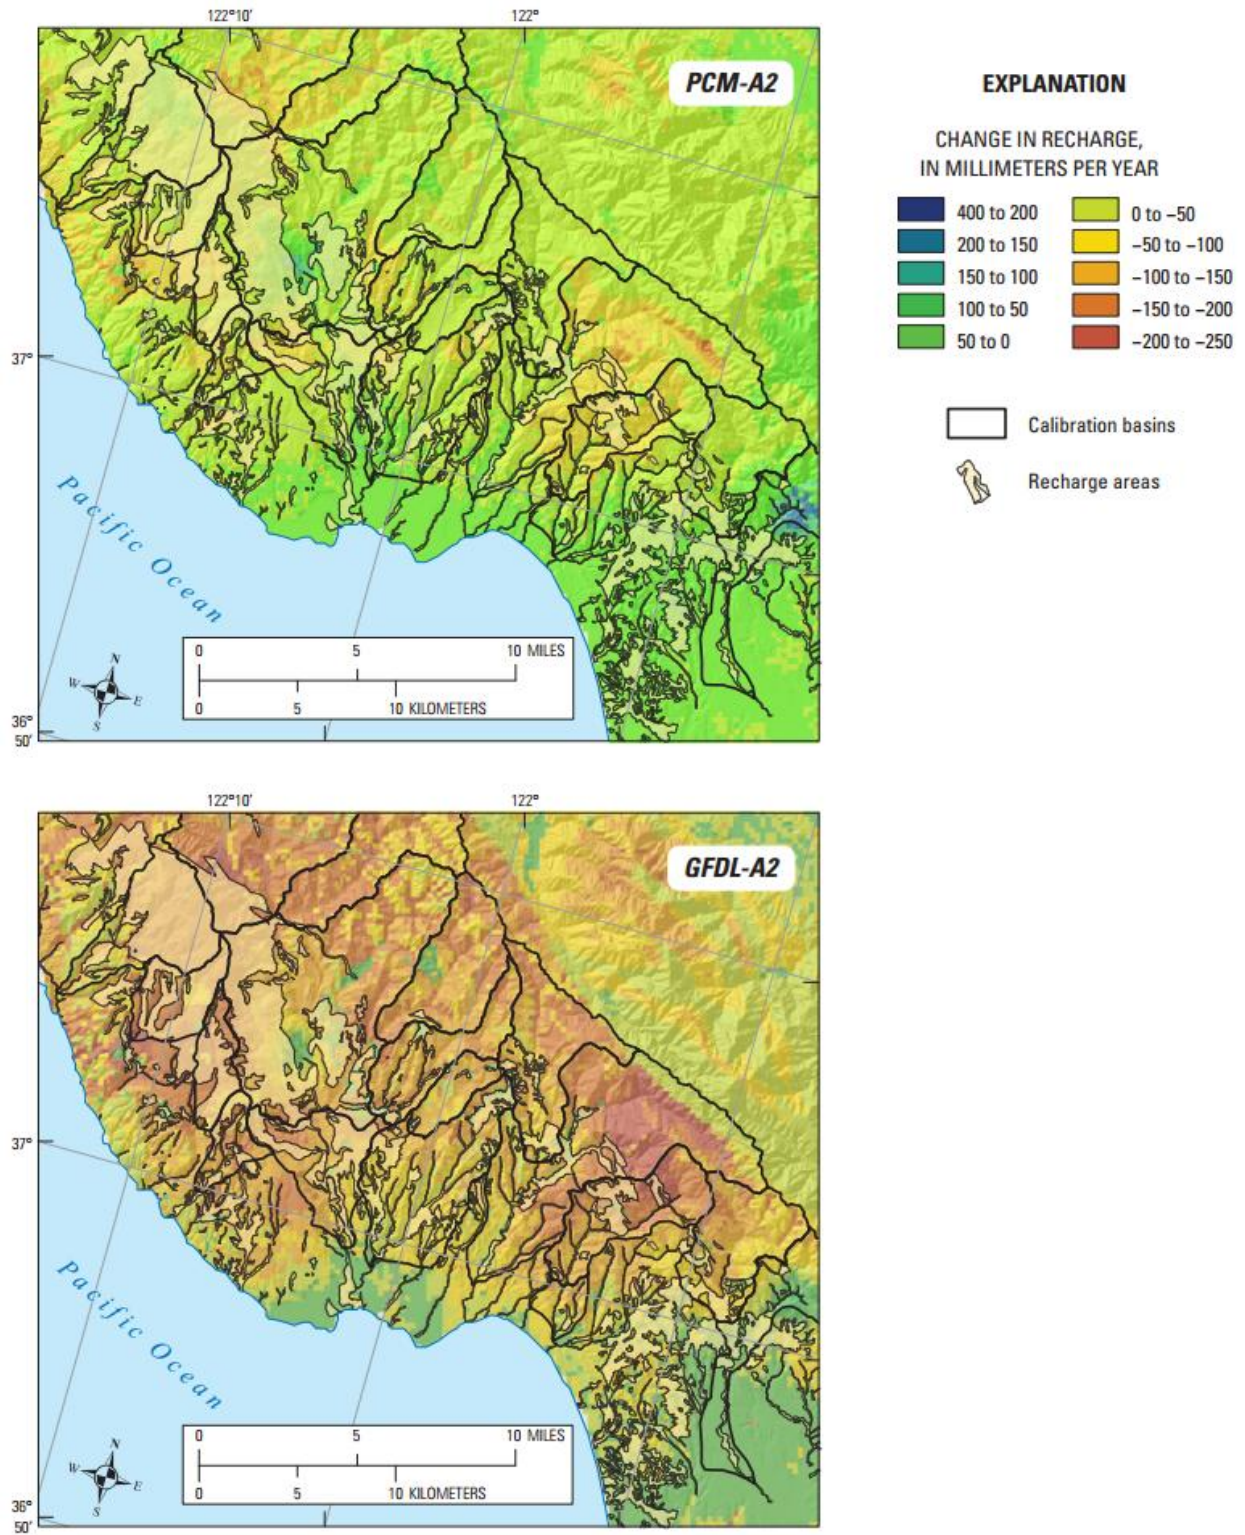 122°10′
122°
PCM-A2
37°
Pacific Ocean
N
W
E
S
0
5
10 MILES
0
5
10 KILOMETERS
36°
50′
EXPLANATION
CHANGE IN RECHARGE,
IN MILLIMETERS PER YEAR
400 to 200
0 to −50
200 to 150
−50 to −100
150 to 100
−100 to −150
100 to 50
−150 to −200
50 to 0
−200 to −250
Calibration basins
Recharge areas
122°10′
122°
GFDL-A2
37°
Pacific Ocean
N
W
E
S
0
5
10 MILES
0
5
10 KILOMETERS
36°
50′